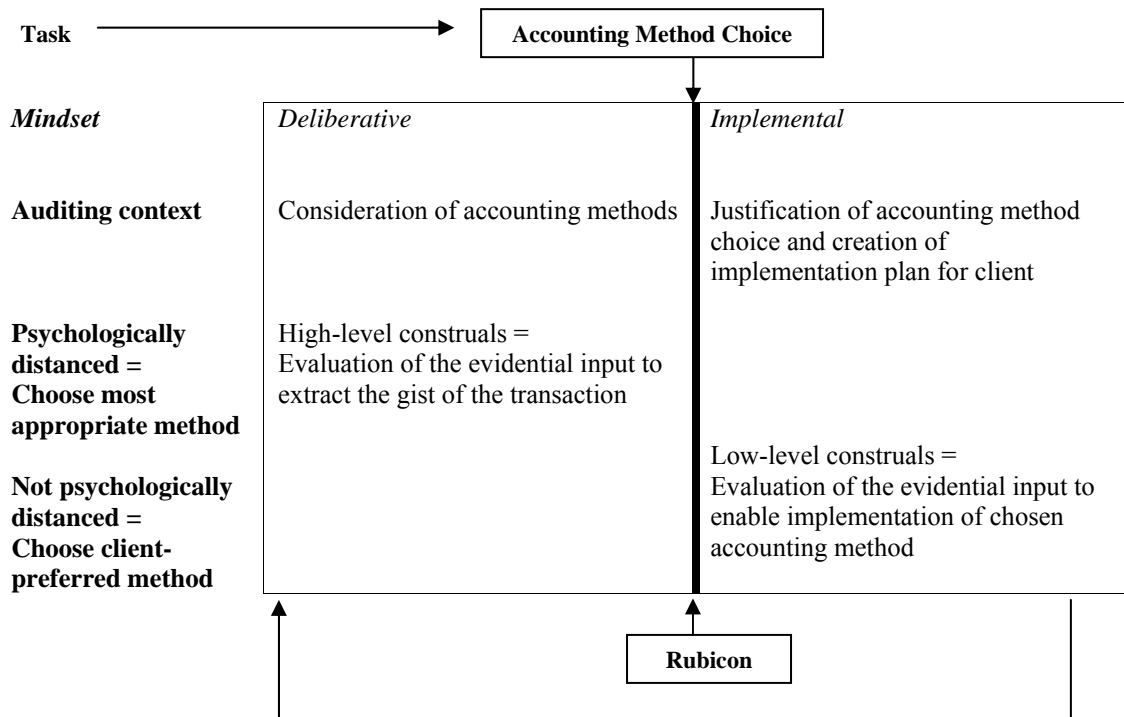 Task
Accounting Method Choice
Mindset
Deliberative
Implemental
Auditing context
Consideration of accounting methods
Justification of accounting method
choice and creation of
implementation plan for client
Psychologically
distanced =
Choose most
appropriate method
High-level construals =
Evaluation of the evidential input to
extract the gist of the transaction
Not psychologically
distanced =
Choose client-
preferred method
Low-level construals =
Evaluation of the evidential input to
enable implementation of chosen
accounting method
Rubicon